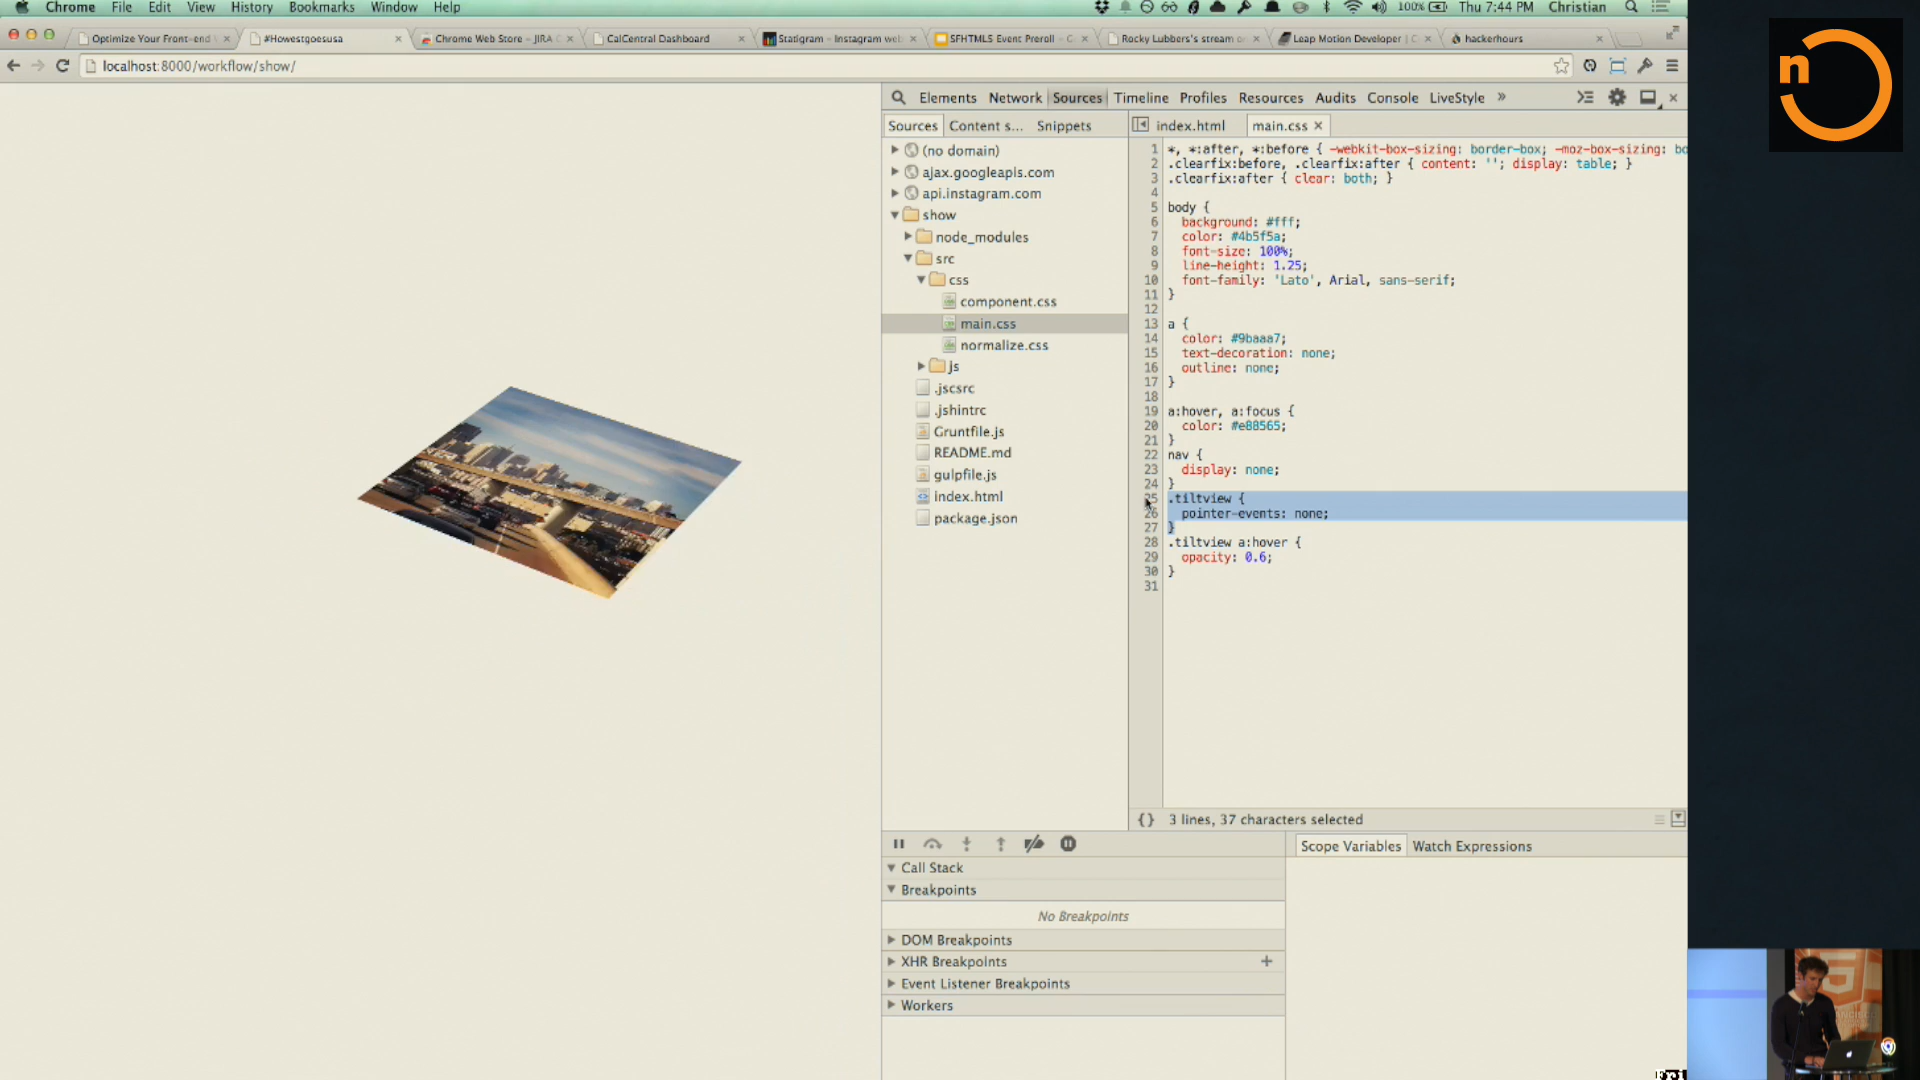 Chrome File Edit View History Bookmarks Window Help 100% Thu 7:44 PM Christian
Optimize Your Front-end #Howestgoesusa Chrome Web Store - JIRA CalCentral Dashboard Statigram - Instagram web SFHTML5 Event Preroll - Rocky Lubbers's stream o Leap Motion Developer | C hackerhours
localhost:8000/workflow/show/
n
Elements Network Sources Timeline Profiles Resources Audits Console LiveStyle »
Sources Content s... Snippets index.html main.css
(no domain)
ajax.googleapis.com
api.instagram.com
show
node_modules
src
css
component.css
main.css
normalize.css
js
.jscsrc
.jshintrc
Gruntfile.js
README.md
gulpfile.js
index.html
package.json
1 *, *:after, *:before { -webkit-box-sizing: border-box; -moz-box-sizing: bo
2 .clearfix:before, .clearfix:after { content: ''; display: table; }
3 .clearfix:after { clear: both; }
4
5 body {
6 background: #fff;
7 color: #4b5f5a;
8 font-size: 100%;
9 line-height: 1.25;
10 font-family: 'Lato', Arial, sans-serif;
11 }
12
13 a {
14 color: #9baaa7;
15 text-decoration: none;
16 outline: none;
17 }
18
19 a:hover, a:focus {
20 color: #e88565;
21 }
22 nav {
23 display: none;
24 }
25 .tiltview {
26 pointer-events: none;
27 }
28 .tiltview a:hover {
29 opacity: 0.6;
30 }
31
{} 3 lines, 37 characters selected
Call Stack
Breakpoints
No Breakpoints
DOM Breakpoints
XHR Breakpoints +
Event Listener Breakpoints
Workers
Scope Variables Watch Expressions